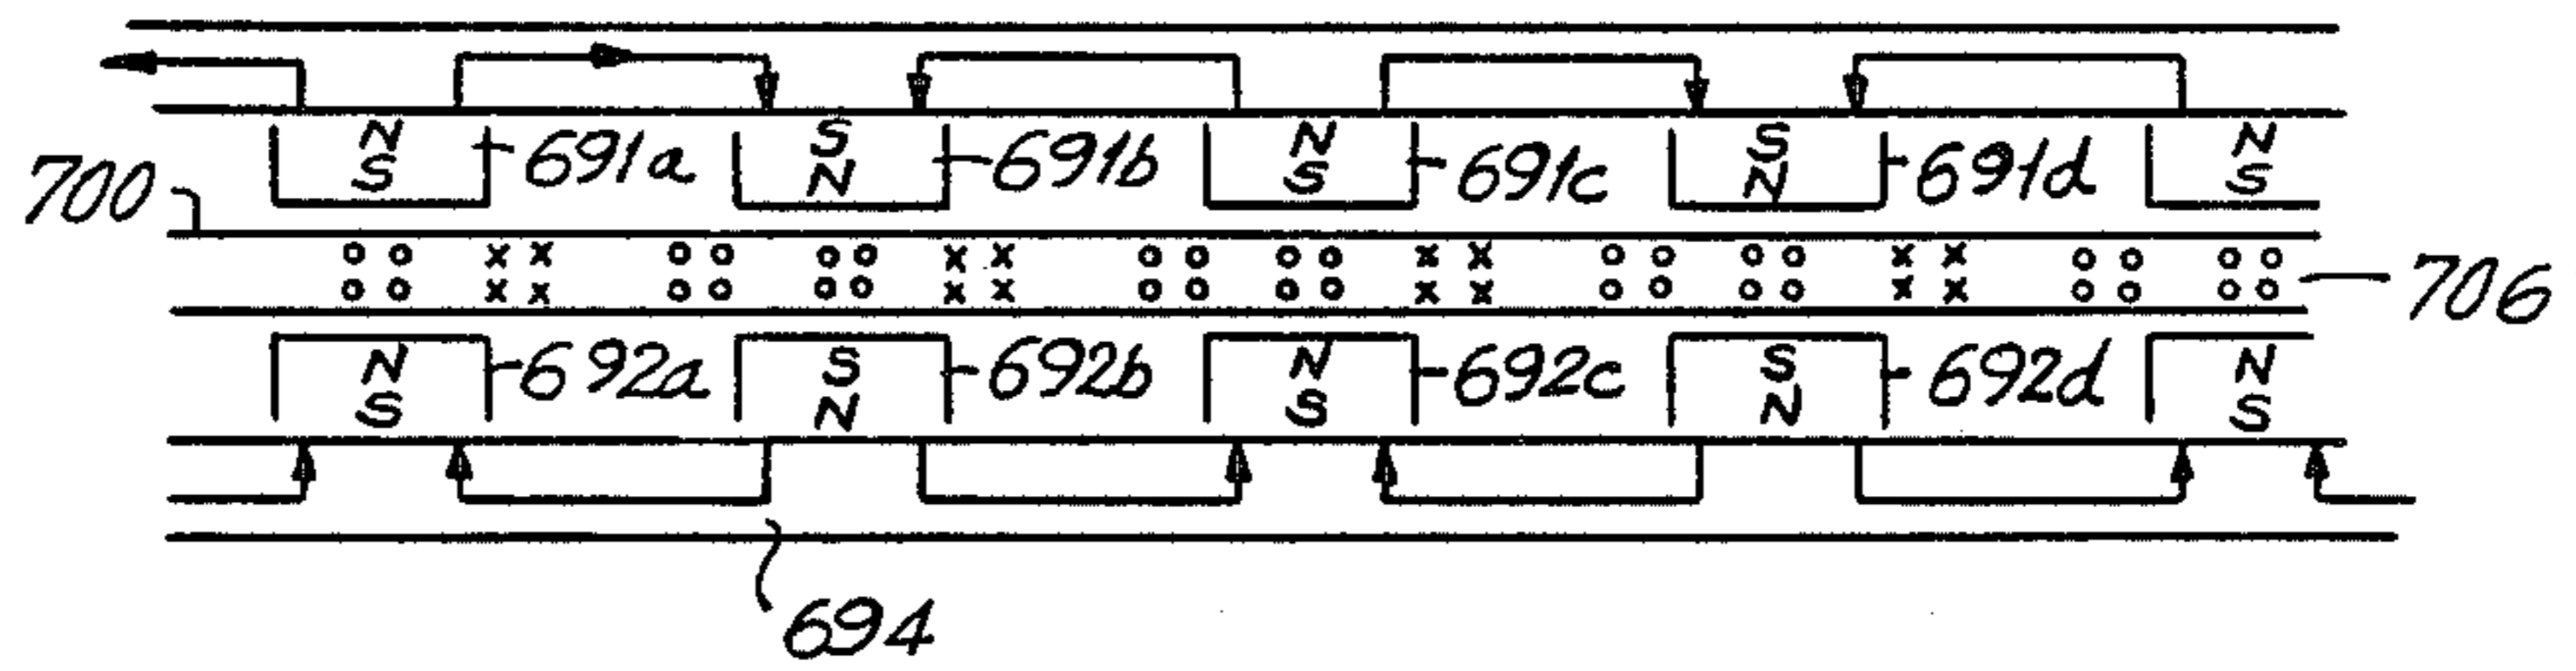 N S N S N
691a 691b 691c 691d
S N S N S
700
o o x x o o o o x x o o o o x x o o o o x x o o o o
o o x x o o o o x x o o o o x x o o o o x x o o o o
706
N S N S N
692a 692b 692c 692d
S N S N S
694